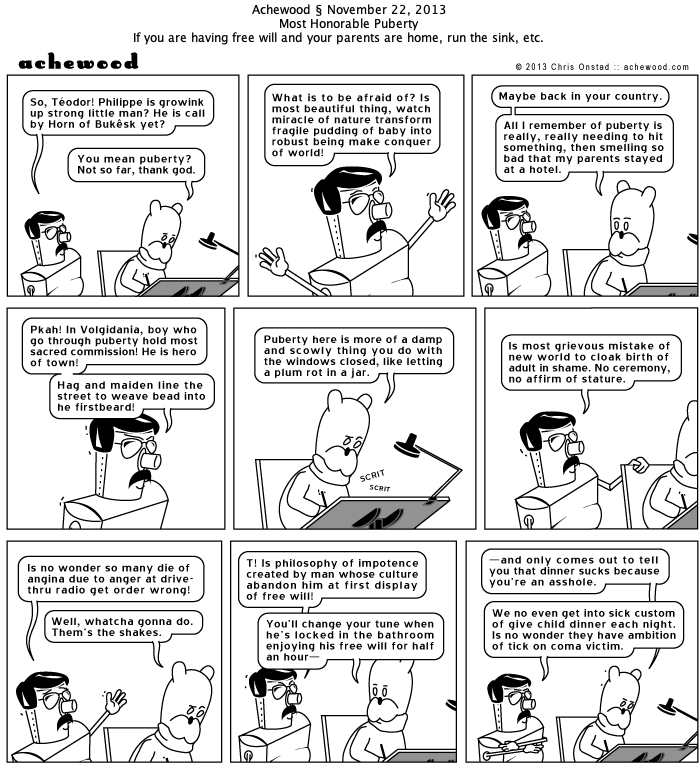 Achewood § November 22, 2013
Most Honorable Puberty
If you are having free will and your parents are home, run the sink, etc.
achewood
© 2013 Chris Onstad :: achewood.com
So, Téodor! Philippe is growink
up strong little man? He is call
by Horn of Bukêsk yet?
You mean puberty?
Not so far, thank god.
What is to be afraid of? Is
most beautiful thing, watch
miracle of nature transform
fragile pudding of baby into
robust being make conquer
of world!
Maybe back in your country.
All I remember of puberty is
really, really needing to hit
something, then smelling so
bad that my parents stayed
at a hotel.
Pkah! In Volgidania, boy who
go through puberty hold most
sacred commission! He is hero
of town!
Hag and maiden line the
street to weave bead into
he firstbeard!
Puberty here is more of a damp
and scowly thing you do with
the windows closed, like letting
a plum rot in a jar.
SCRIT
SCRIT
Is most grievous mistake of
new world to cloak birth of
adult in shame. No ceremony,
no affirm of stature.
Is no wonder so many die of
angina due to anger at drive-
thru radio get order wrong!
Well, whatcha gonna do.
Them's the shakes.
T! Is philosophy of impotence
created by man whose culture
abandon him at first display
of free will!
You'll change your tune when
he's locked in the bathroom
enjoying his free will for half
an hour—
—and only comes out to tell
you that dinner sucks because
you're an asshole.
We no even get into sick custom
of give child dinner each night.
Is no wonder they have ambition
of tick on coma victim.